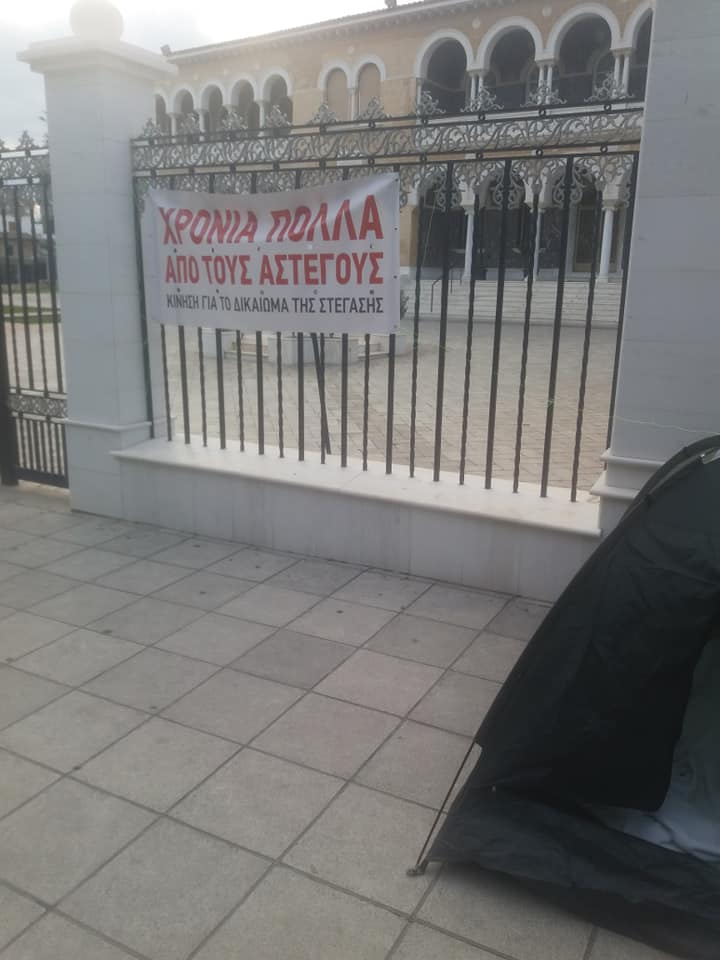 ΧΡΟΝΙΑ ΠΟΛΛΑ
ΑΠΟ ΤΟΥΣ ΑΣΤΕΓΟΥΣ
ΚΙΝΗΣΗ ΓΙΑ ΤΟ ΔΙΚΑΙΩΜΑ ΤΗΣ ΣΤΕΓΑΣΗΣ